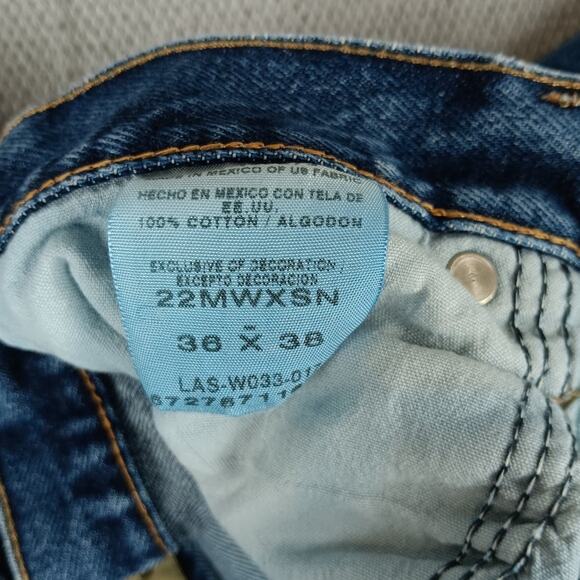 IN MEXICO OF US FABRIC
HECHO EN MEXICO CON TELA DE
EE.UU.
100% COTTON / ALGODON
EXCLUSIVE OF DECORATION
EXCEPTO DECORACION
22MWXSN
36 X 38
LAS-W033-01